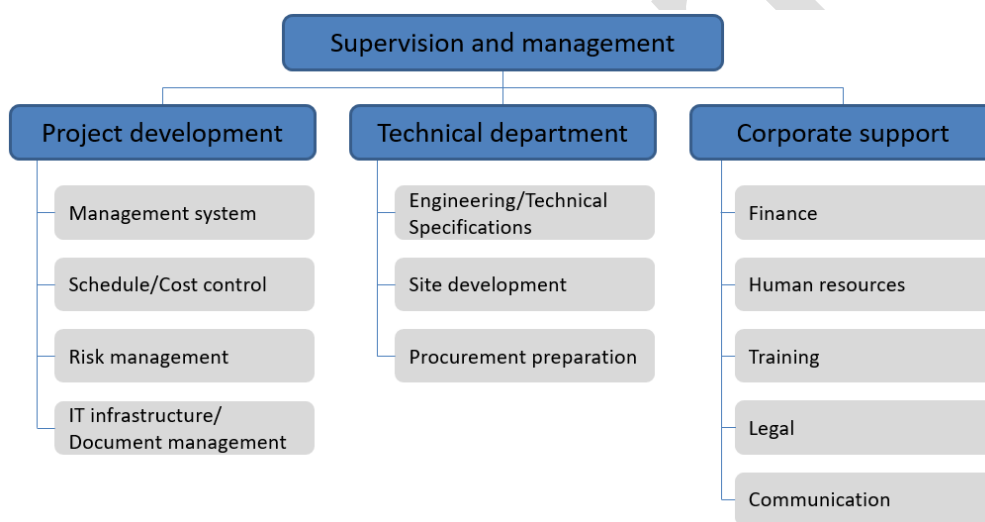 Supervision and management
Project development
Technical department
Corporate support
Management system
Schedule/Cost control
Risk management
IT infrastructure/
Document management
Engineering/Technical
Specifications
Site development
Procurement preparation
Finance
Human resources
Training
Legal
Communication